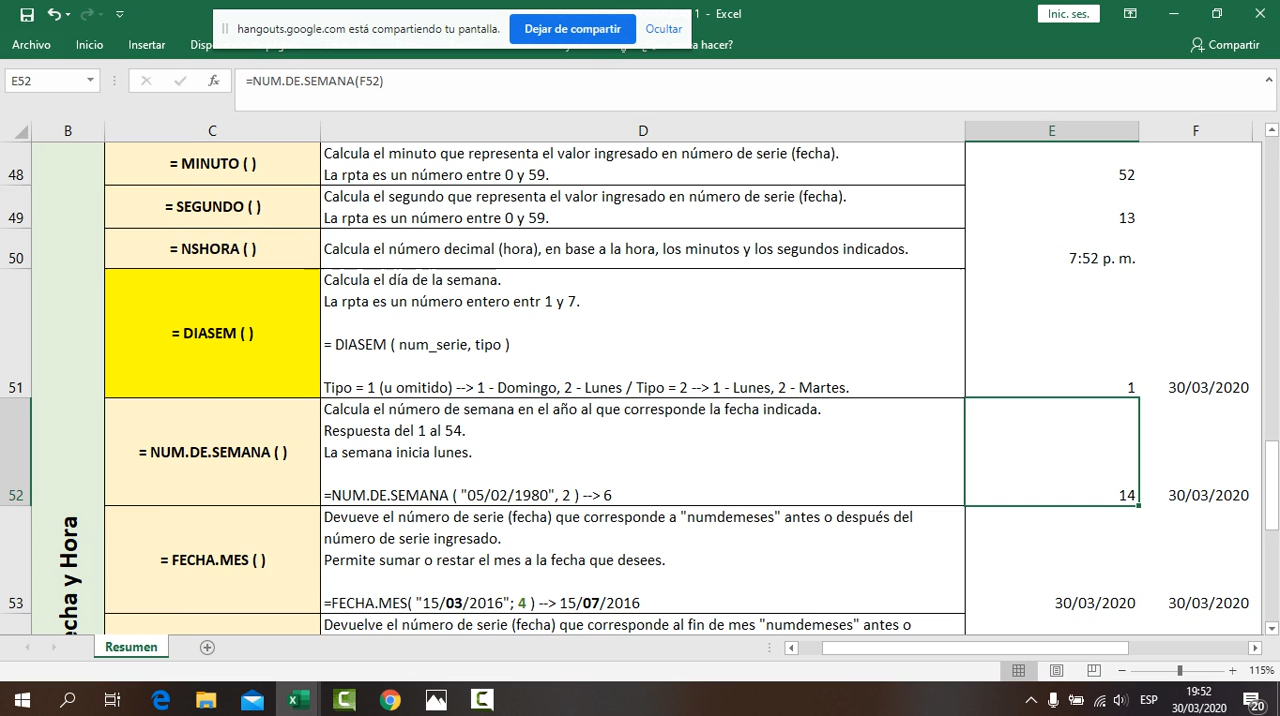 1 - Excel
Inic. ses.
hangouts.google.com está compartiendo tu pantalla.
Dejar de compartir
Ocultar
Archivo
Inicio
Insertar
hacer?
Compartir
E52
fx
=NUM.DE.SEMANA(F52)
B
C
D
E
F
48
= MINUTO ( )
Calcula el minuto que representa el valor ingresado en número de serie (fecha).
La rpta es un número entre 0 y 59.
52
49
= SEGUNDO ( )
Calcula el segundo que representa el valor ingresado en número de serie (fecha).
La rpta es un número entre 0 y 59.
13
50
= NSHORA ( )
Calcula el número decimal (hora), en base a la hora, los minutos y los segundos indicados.
7:52 p. m.
51
= DIASEM ( )
Calcula el día de la semana.
La rpta es un número entero entr 1 y 7.
= DIASEM ( num_serie, tipo )
Tipo = 1 (u omitido) --> 1 - Domingo, 2 - Lunes / Tipo = 2 --> 1 - Lunes, 2 - Martes.
1
30/03/2020
52
= NUM.DE.SEMANA ( )
Calcula el número de semana en el año al que corresponde la fecha indicada.
Respuesta del 1 al 54.
La semana inicia lunes.
=NUM.DE.SEMANA ( "05/02/1980", 2 ) --> 6
14
30/03/2020
53
= FECHA.MES ( )
Devueve el número de serie (fecha) que corresponde a "numdemeses" antes o después del
número de serie ingresado.
Permite sumar o restar el mes a la fecha que desees.
=FECHA.MES( "15/03/2016"; 4 ) --> 15/07/2016
30/03/2020
30/03/2020
Devuelve el número de serie (fecha) que corresponde al fin de mes "numdemeses" antes o
echa y Hora
Resumen
115%
ESP
19:52
30/03/2020
20